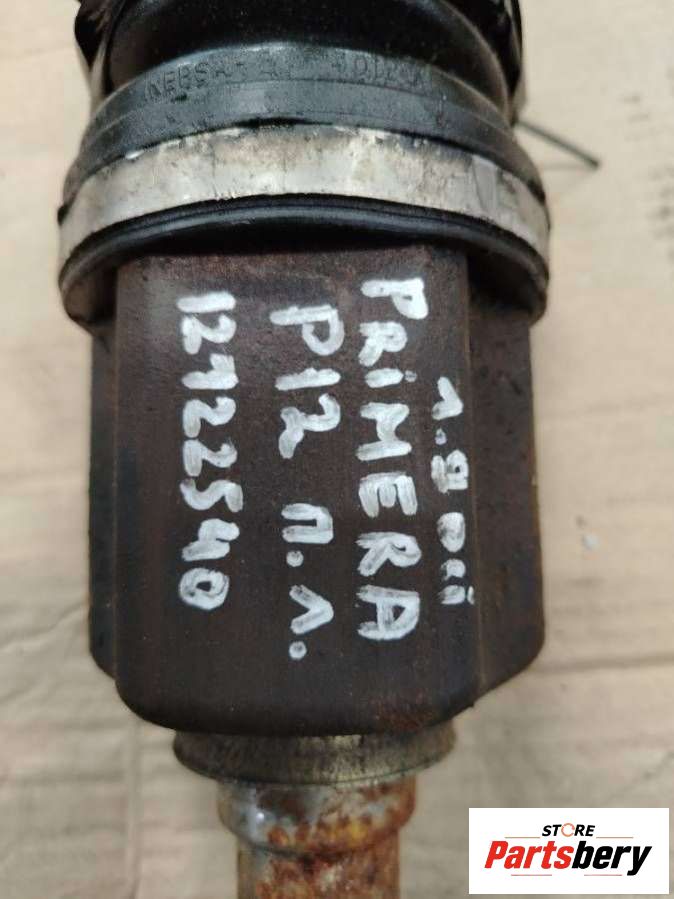 1.9 DCi
PRiMERA
P12 П.Л.
12722540
STORE
Partsbery